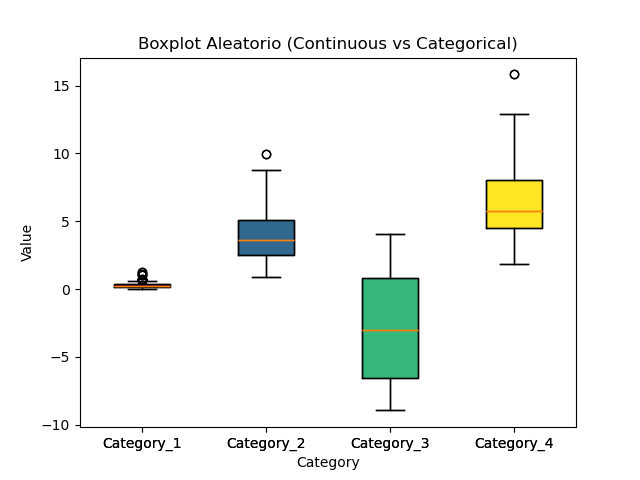 Boxplot Aleatorio (Continuous vs Categorical)
15
10
5
0
−5
−10
Value
Category_1 Category_2 Category_3 Category_4
Category